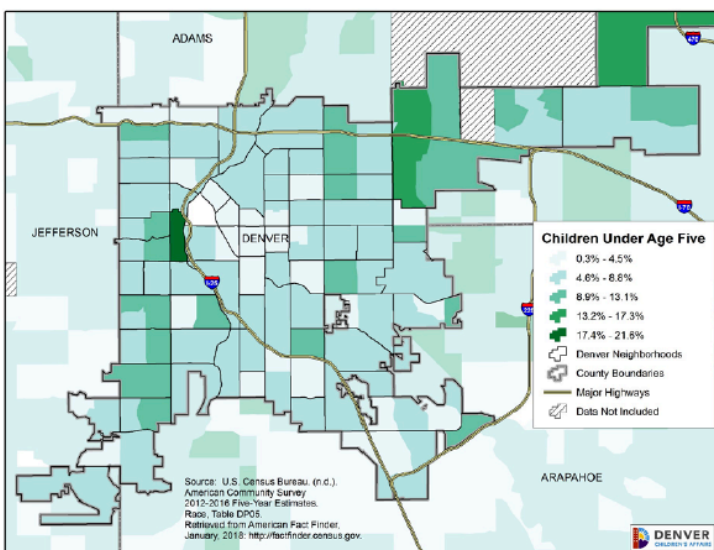 ADAMS
470
JEFFERSON
DENVER
70
ARAPAHOE
Children Under Age Five
0.3% - 4.5%
4.6% - 8.8%
8.9% - 13.1%
13.2% - 17.3%
17.4% - 21.6%
Denver Neighborhoods
County Boundaries
Major Highways
Data Not Included
Source: U.S. Census Bureau. (n.d.).
American Community Survey
2012-2016 Five-Year Estimates.
Race, Table DP05.
Retrieved from American Fact Finder,
January, 2018: http://factfinder.census.gov.
DENVER
CHILDREN'S AFFAIRS